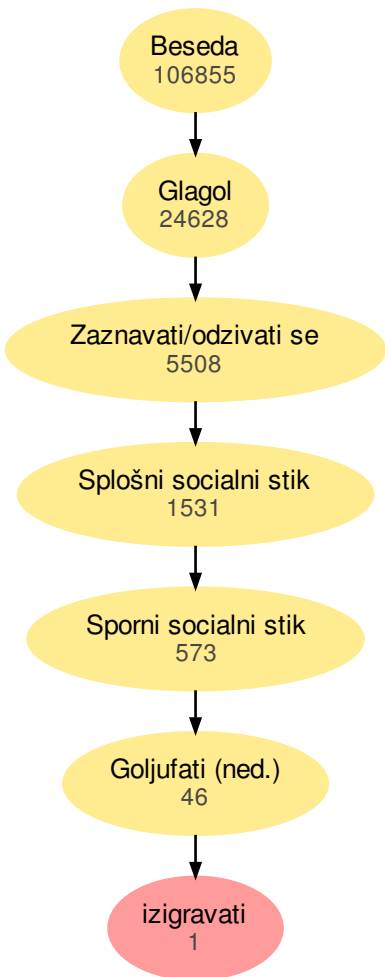 Beseda
106855
Glagol
24628
Zaznavati/odzivati se
5508
Splošni socialni stik
1531
Sporni socialni stik
573
Goljufati (ned.)
46
izigravati
1